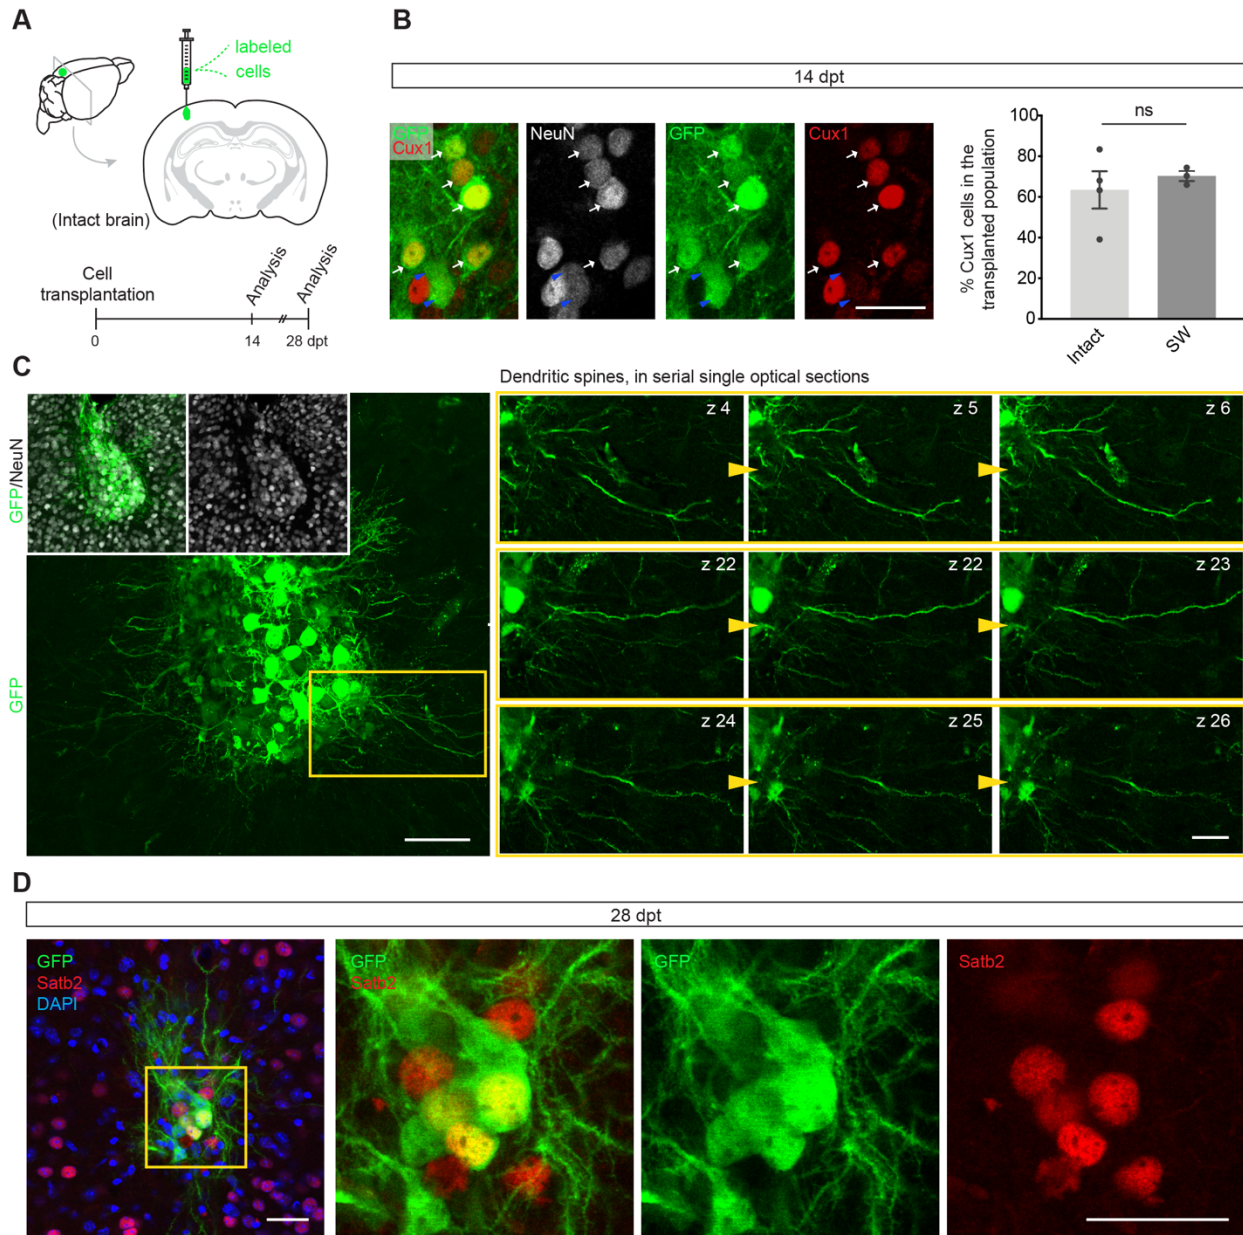 A
labeled
cells
(Intact brain)
Cell
transplantation
Analysis
Analysis
0
14
28 dpt
B
14 dpt
GFP
Cux1
NeuN
GFP
Cux1
% Cux1 cells in the
transplanted population
100
80
60
40
20
0
ns
Intact
SW
C
Dendritic spines, in serial single optical sections
GFP/NeuN
GFP
z 4
z 5
z 6
z 22
z 22
z 23
z 24
z 25
z 26
D
28 dpt
GFP
Satb2
DAPI
GFP
Satb2
GFP
Satb2